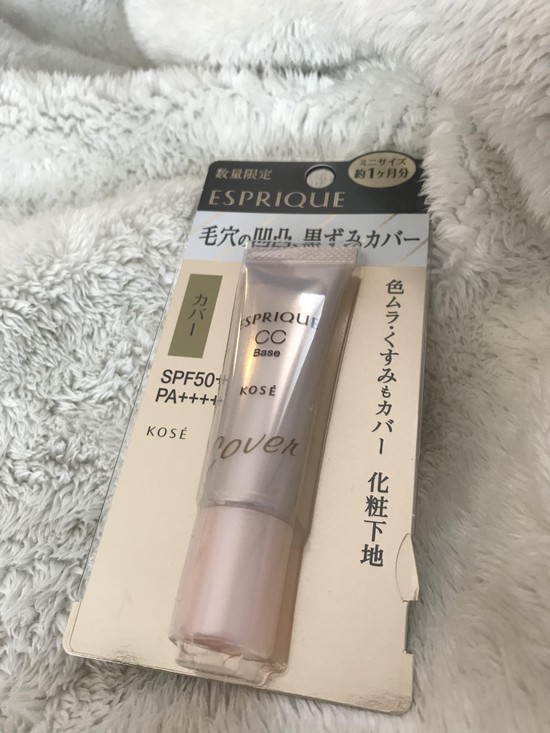 数量限定
ミニサイズ
約1ヶ月分
ESPRIQUE
毛穴の凹凸、黒ずみカバー
カバー
SPF50+
PA++++
KOSÉ
ESPRIQUE
CC
Base
KOSÉ
cover
色ムラ・くすみもカバー 化粧下地